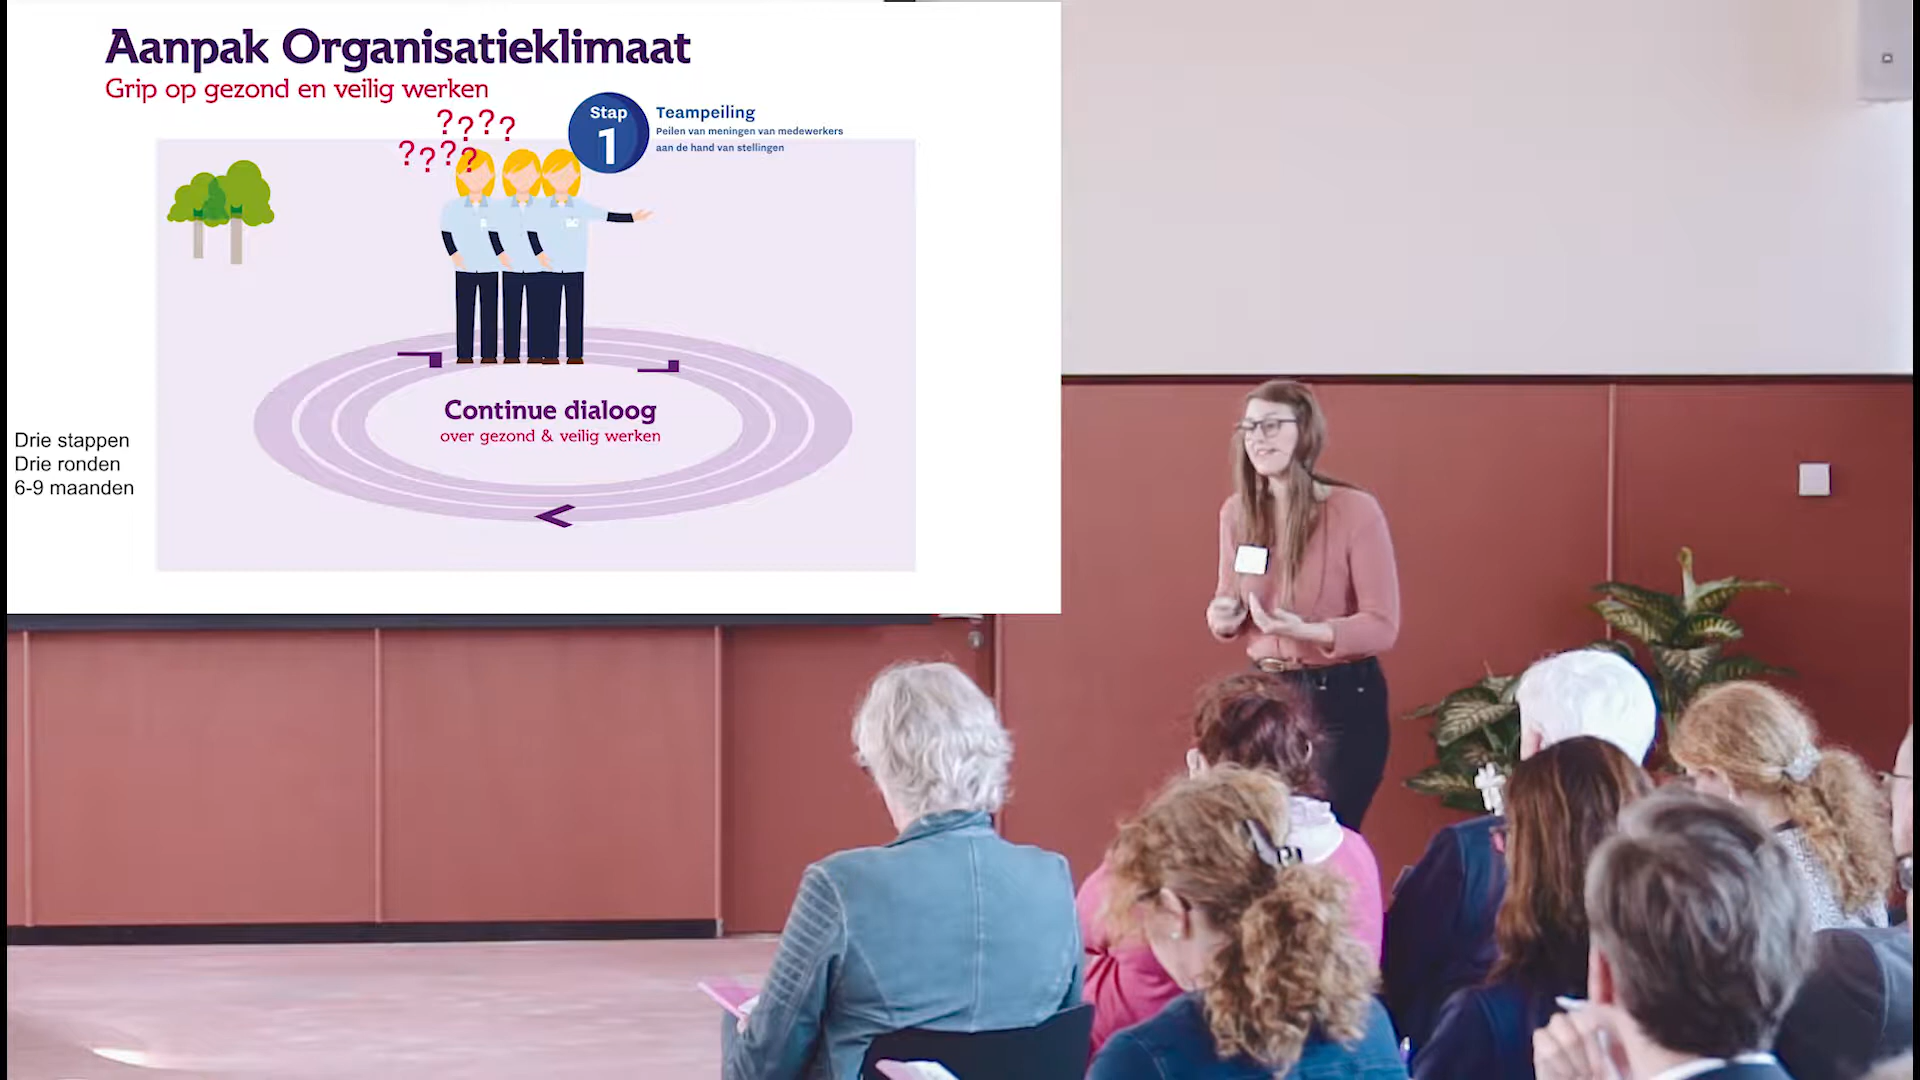 Aanpak Organisatieklimaat
Grip op gezond en veilig werken
????
????
Stap
1
Teampeiling
Peilen van meningen van medewerkers
aan de hand van stellingen
Continue dialoog
over gezond & veilig werken
Drie stappen
Drie ronden
6-9 maanden